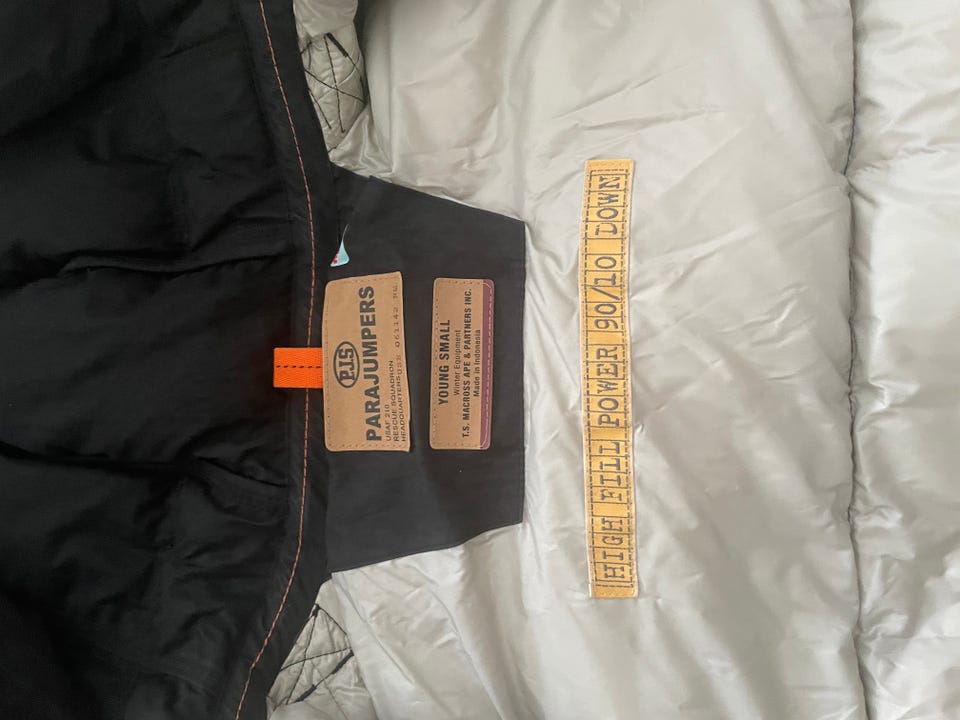 P.J.S
PARAJUMPERS
USAF 210
RESCUE SQUADRON
HEADQUARTERS
YOUNG SMALL
Winter Equipment
T.S. MACROSS APE & PARTNERS INC.
Made in Indonesia
HIGH FILL POWER 90/10 DOWN